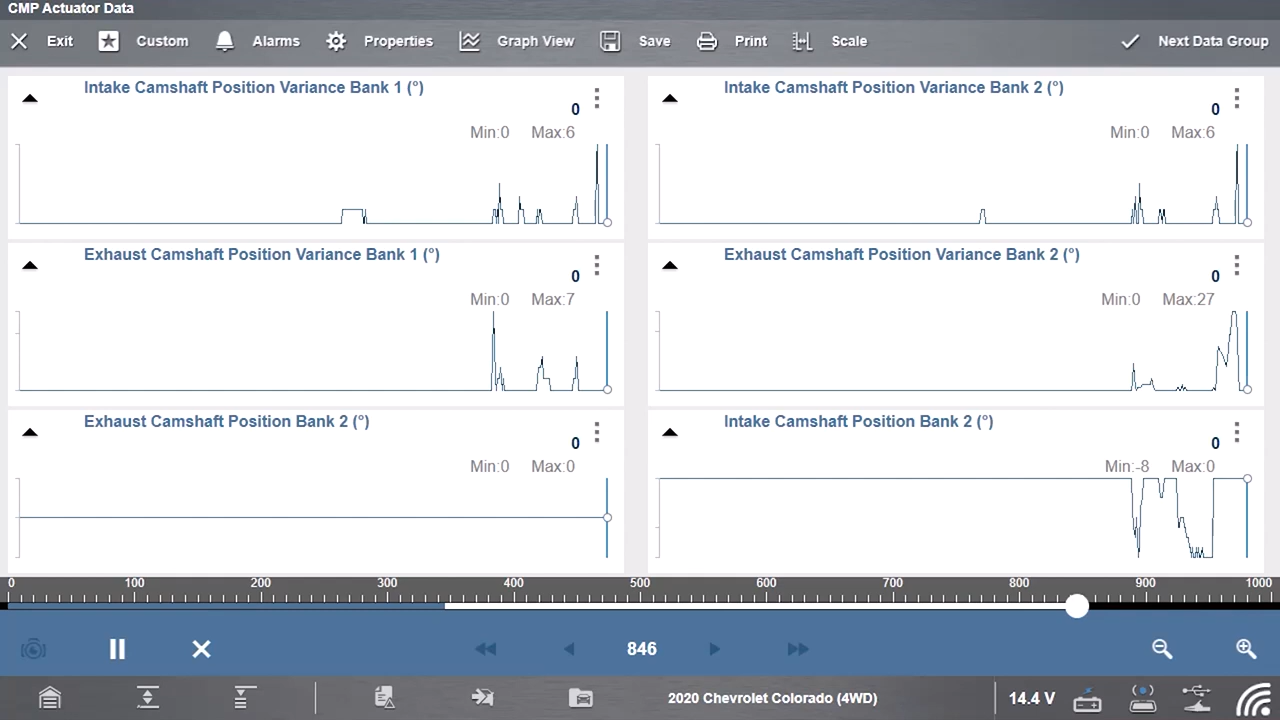 CMP Actuator Data
Exit Custom Alarms Properties Graph View Save Print Scale Next Data Group
Intake Camshaft Position Variance Bank 1 (°)
0
Min:0 Max:6
Intake Camshaft Position Variance Bank 2 (°)
0
Min:0 Max:6
Exhaust Camshaft Position Variance Bank 1 (°)
0
Min:0 Max:7
Exhaust Camshaft Position Variance Bank 2 (°)
0
Min:0 Max:27
Exhaust Camshaft Position Bank 2 (°)
0
Min:0 Max:0
Intake Camshaft Position Bank 2 (°)
0
Min:-8 Max:0
0 100 200 300 400 500 600 700 800 900 1000
846
2020 Chevrolet Colorado (4WD) 14.4 V